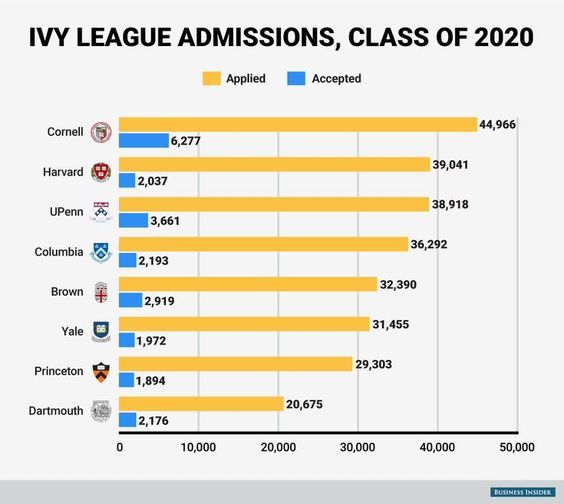 IVY LEAGUE ADMISSIONS, CLASS OF 2020
Applied Accepted
Cornell 44,966
6,277
Harvard 39,041
2,037
UPenn 38,918
3,661
Columbia 36,292
2,193
Brown 32,390
2,919
Yale 31,455
1,972
Princeton 29,303
1,894
Dartmouth 20,675
2,176
0 10,000 20,000 30,000 40,000 50,000
BUSINESS INSIDER